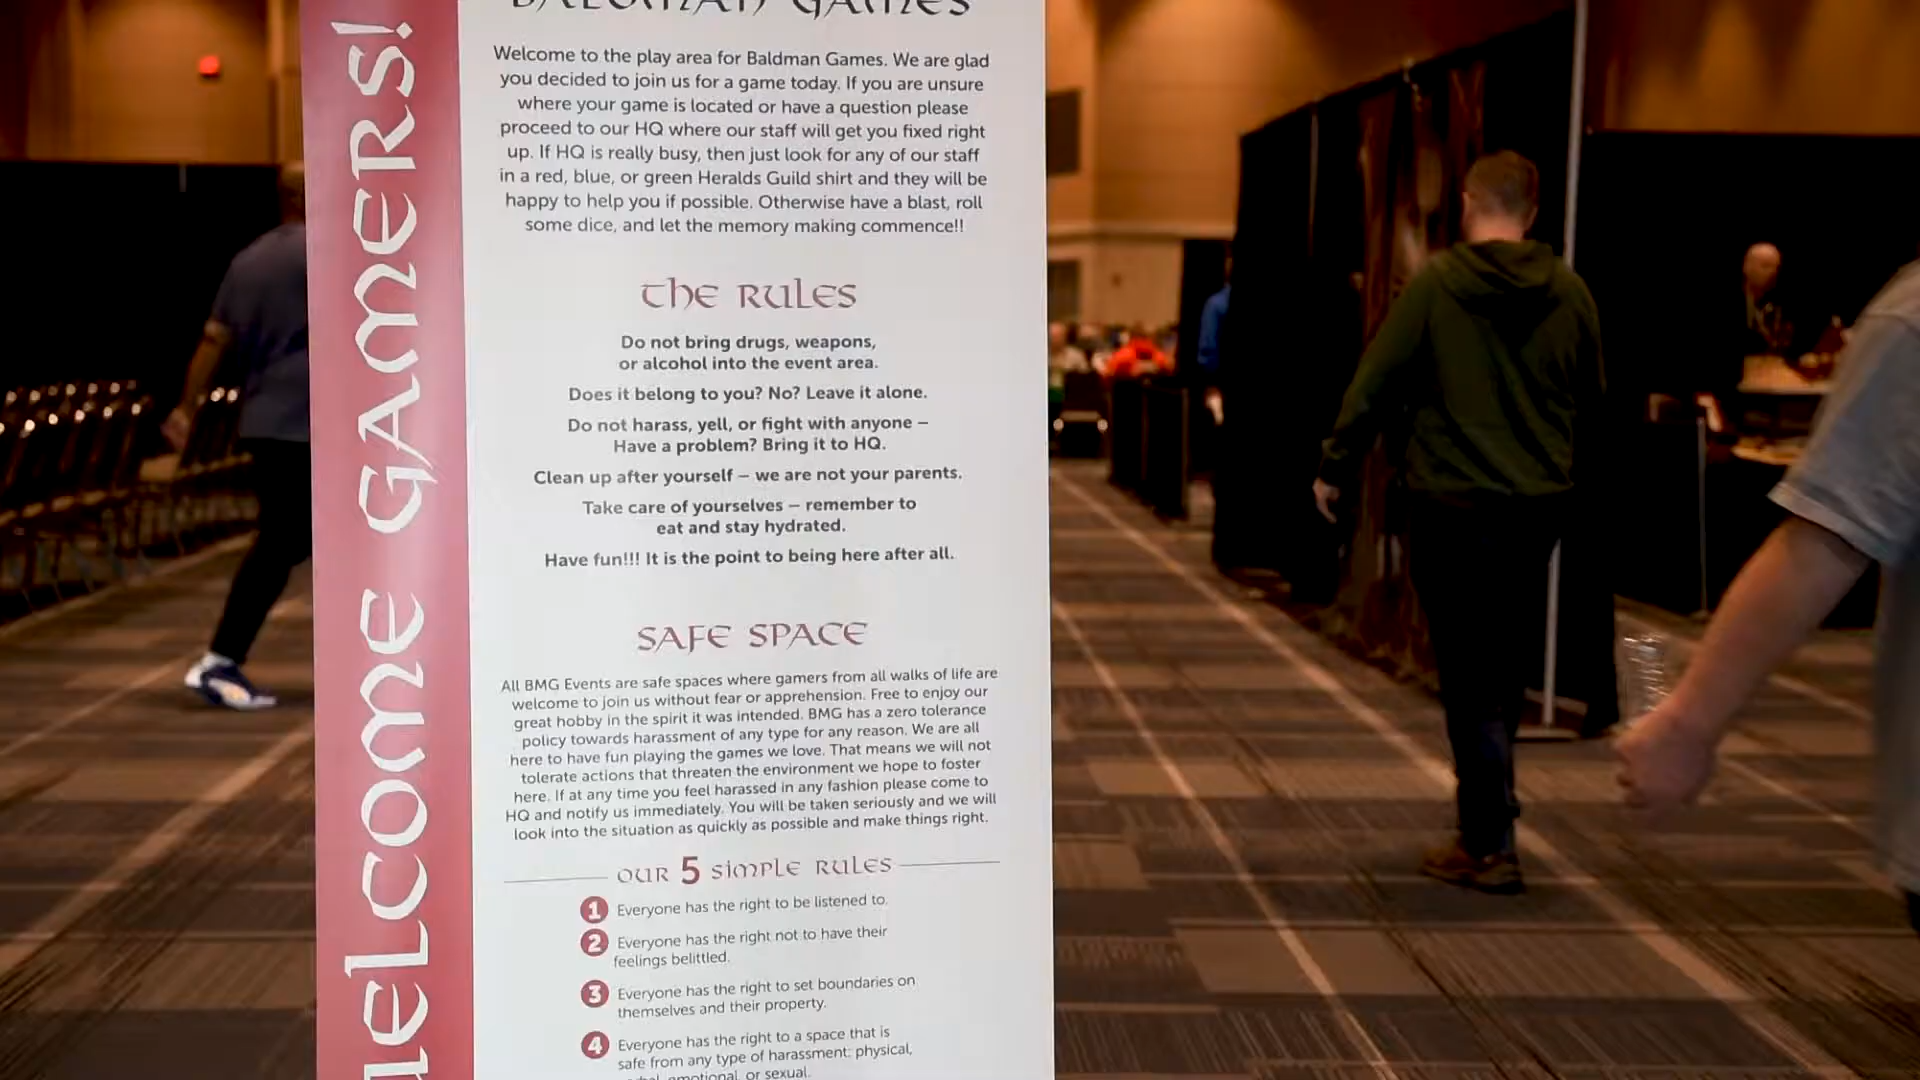 BALDMAN GAMES
Welcome to the play area for Baldman Games. We are glad
you decided to join us for a game today. If you are unsure
where your game is located or have a question please
proceed to our HQ where our staff will get you fixed right
up. If HQ is really busy, then just look for any of our staff
in a red, blue, or green Heralds Guild shirt and they will be
happy to help you if possible. Otherwise have a blast, roll
some dice, and let the memory making commence!!
THE RULES
Do not bring drugs, weapons,
or alcohol into the event area.
Does it belong to you? No? Leave it alone.
Do not harass, yell, or fight with anyone –
Have a problem? Bring it to HQ.
Clean up after yourself – we are not your parents.
Take care of yourselves – remember to
eat and stay hydrated.
Have fun!!! It is the point to being here after all.
SAFE SPACE
All BMG Events are safe spaces where gamers from all walks of life are
welcome to join us without fear or apprehension. Free to enjoy our
great hobby in the spirit it was intended. BMG has a zero tolerance
policy towards harassment of any type for any reason. We are all
here to have fun playing the games we love. That means we will not
tolerate actions that threaten the environment we hope to foster
here. If at any time you feel harassed in any fashion please come to
HQ and notify us immediately. You will be taken seriously and we will
look into the situation as quickly as possible and make things right.
OUR 5 SIMPLE RULES
1 Everyone has the right to be listened to.
2 Everyone has the right not to have their
feelings belittled.
3 Everyone has the right to set boundaries on
themselves and their property.
4 Everyone has the right to a space that is
safe from any type of harassment: physical,
emotional, or sexual.
WELCOME GAMERS!